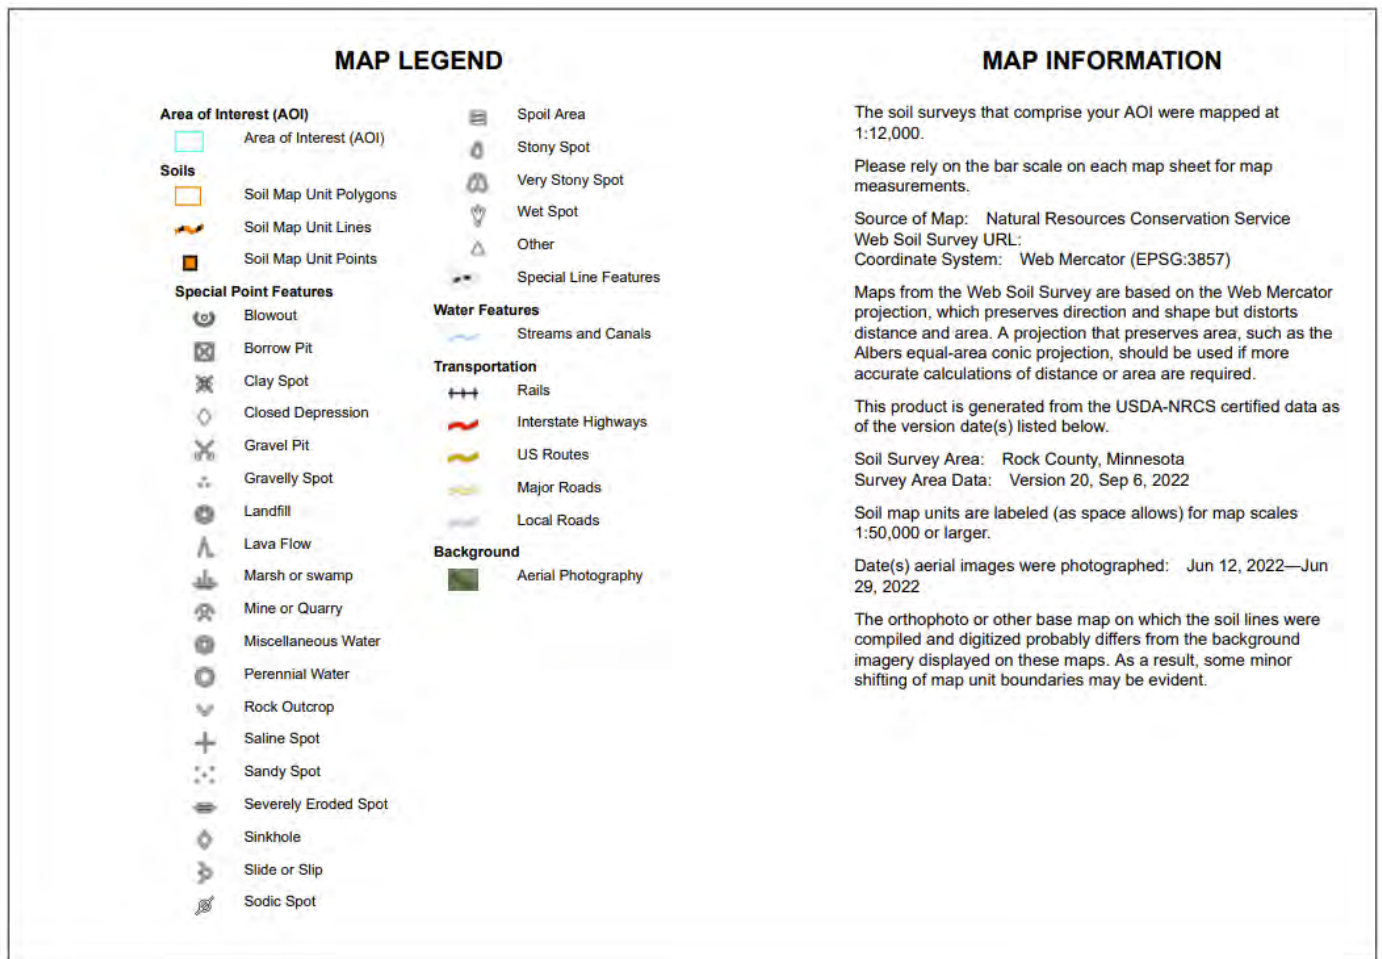 MAP LEGEND
Area of Interest (AOI)
Area of Interest (AOI)
Soils
Soil Map Unit Polygons
Soil Map Unit Lines
Soil Map Unit Points
Special Point Features
Blowout
Borrow Pit
Clay Spot
Closed Depression
Gravel Pit
Gravelly Spot
Landfill
Lava Flow
Marsh or swamp
Mine or Quarry
Miscellaneous Water
Perennial Water
Rock Outcrop
Saline Spot
Sandy Spot
Severely Eroded Spot
Sinkhole
Slide or Slip
Sodic Spot
Spoil Area
Stony Spot
Very Stony Spot
Wet Spot
Other
Special Line Features
Water Features
Streams and Canals
Transportation
Rails
Interstate Highways
US Routes
Major Roads
Local Roads
Background
Aerial Photography
MAP INFORMATION
The soil surveys that comprise your AOI were mapped at
1:12,000.
Please rely on the bar scale on each map sheet for map
measurements.
Source of Map: Natural Resources Conservation Service
Web Soil Survey URL:
Coordinate System: Web Mercator (EPSG:3857)
Maps from the Web Soil Survey are based on the Web Mercator
projection, which preserves direction and shape but distorts
distance and area. A projection that preserves area, such as the
Albers equal-area conic projection, should be used if more
accurate calculations of distance or area are required.
This product is generated from the USDA-NRCS certified data as
of the version date(s) listed below.
Soil Survey Area: Rock County, Minnesota
Survey Area Data: Version 20, Sep 6, 2022
Soil map units are labeled (as space allows) for map scales
1:50,000 or larger.
Date(s) aerial images were photographed: Jun 12, 2022—Jun
29, 2022
The orthophoto or other base map on which the soil lines were
compiled and digitized probably differs from the background
imagery displayed on these maps. As a result, some minor
shifting of map unit boundaries may be evident.